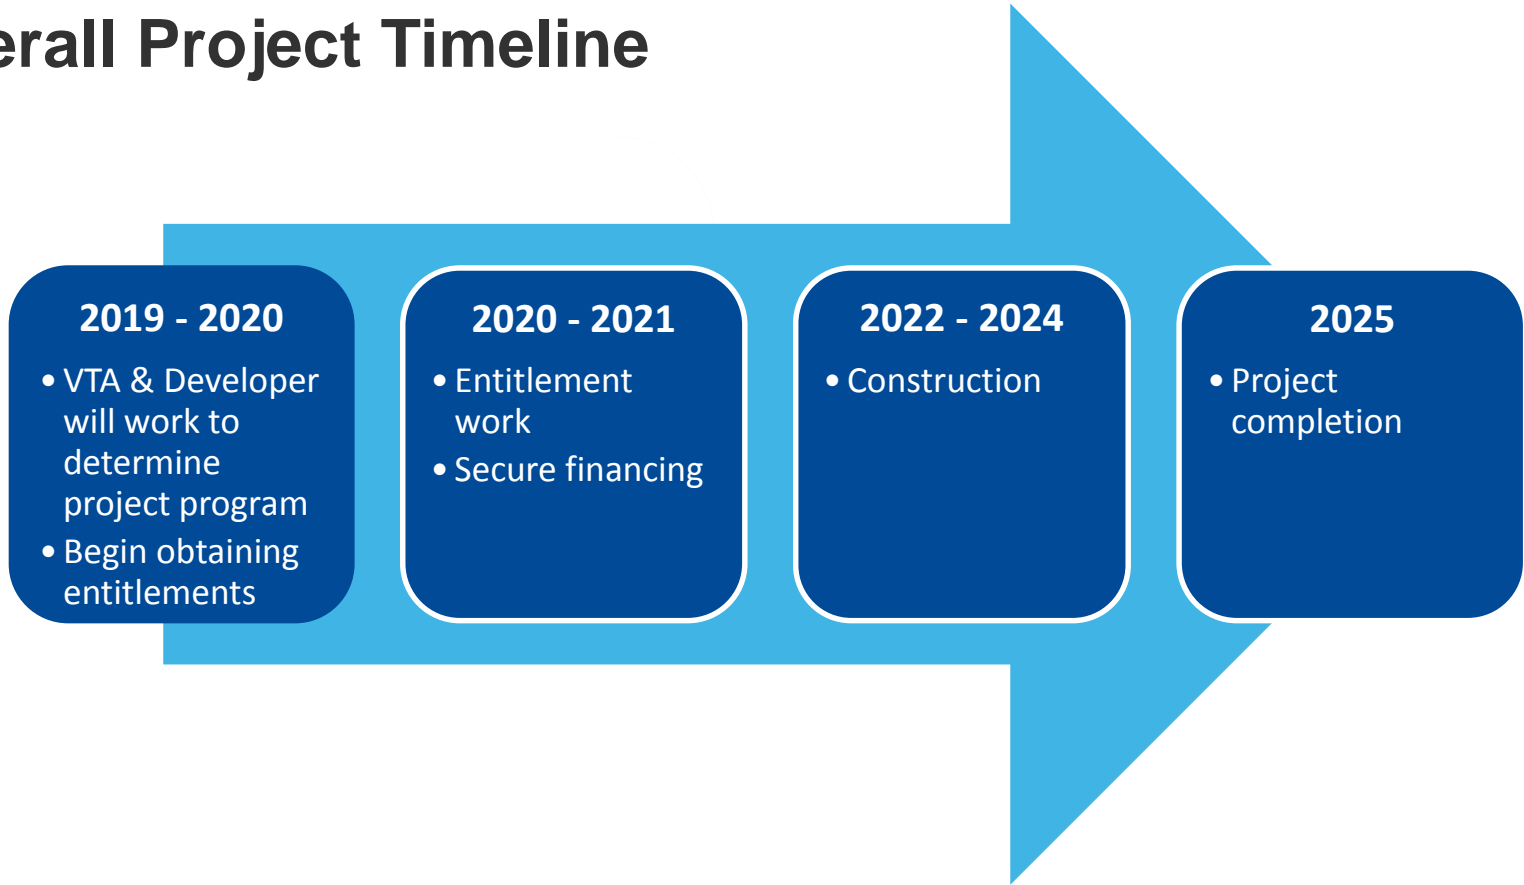 erall Project Timeline
2019 - 2020
• VTA & Developer
will work to
determine
project program
• Begin obtaining
entitlements
2020 - 2021
• Entitlement
work
• Secure financing
2022 - 2024
• Construction
2025
• Project
completion